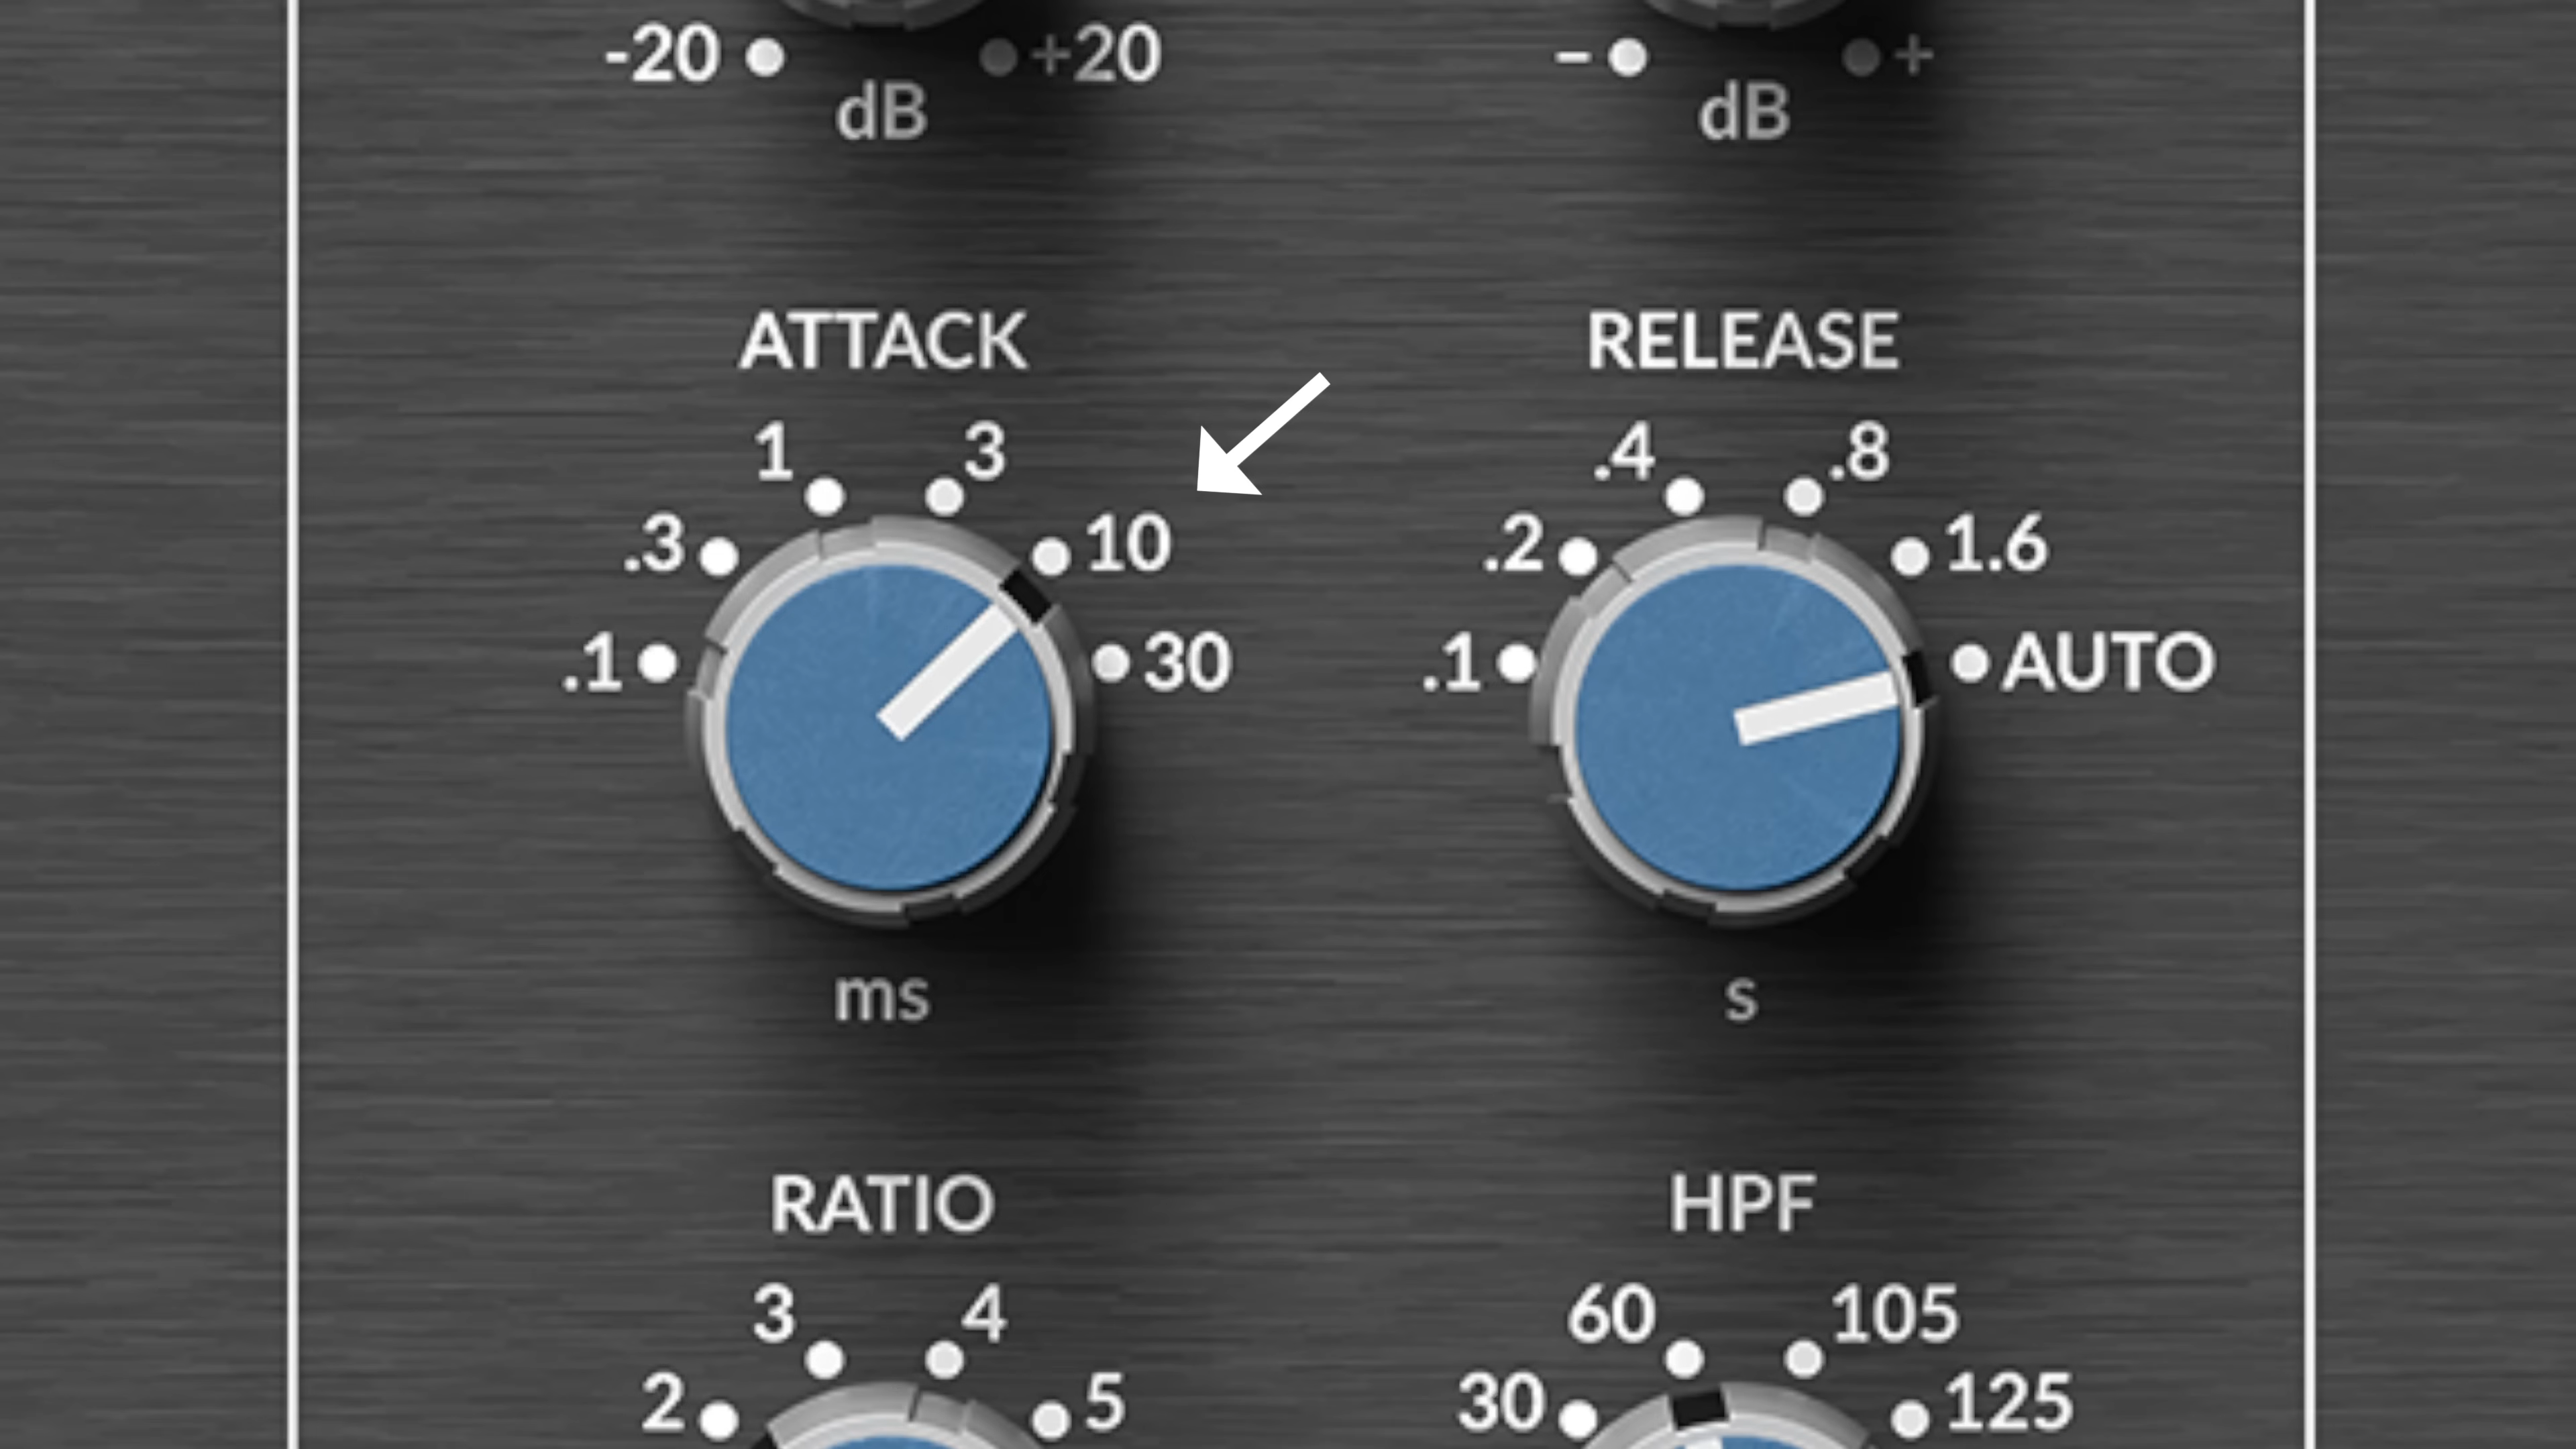 -20 +20
dB
– +
dB
ATTACK
.1 .3 1 3 10 30
ms
RELEASE
.1 .2 .4 .8 1.6 AUTO
s
RATIO
2 3 4 5
HPF
30 60 105 125